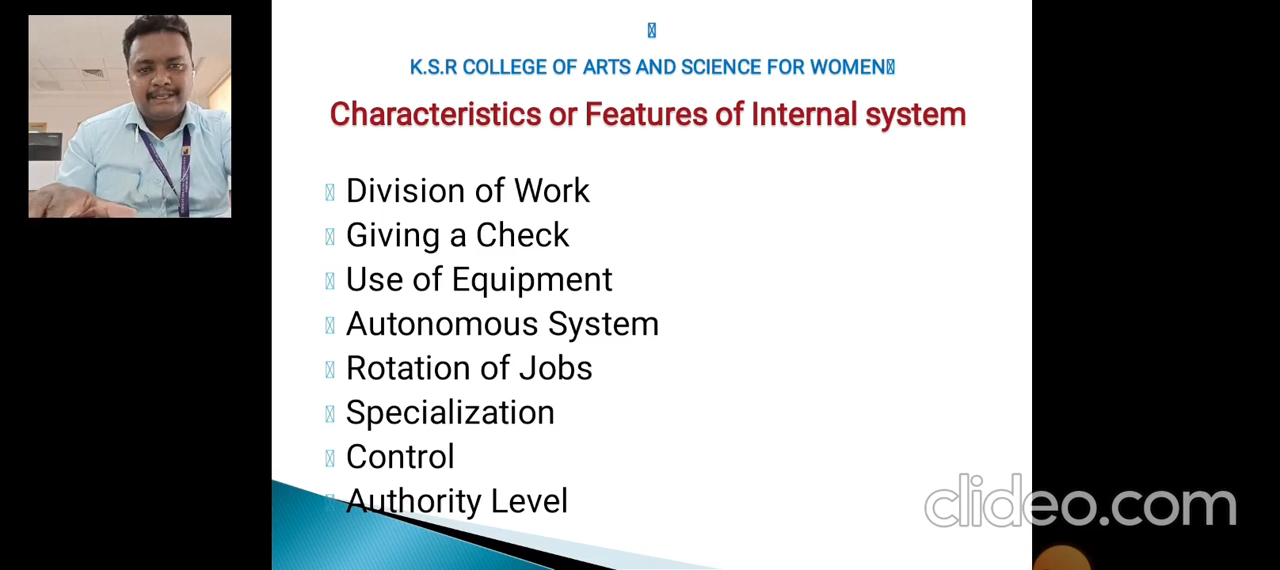 K.S.R COLLEGE OF ARTS AND SCIENCE FOR WOMEN
Characteristics or Features of Internal system
Division of Work
Giving a Check
Use of Equipment
Autonomous System
Rotation of Jobs
Specialization
Control
Authority Level
clideo.com